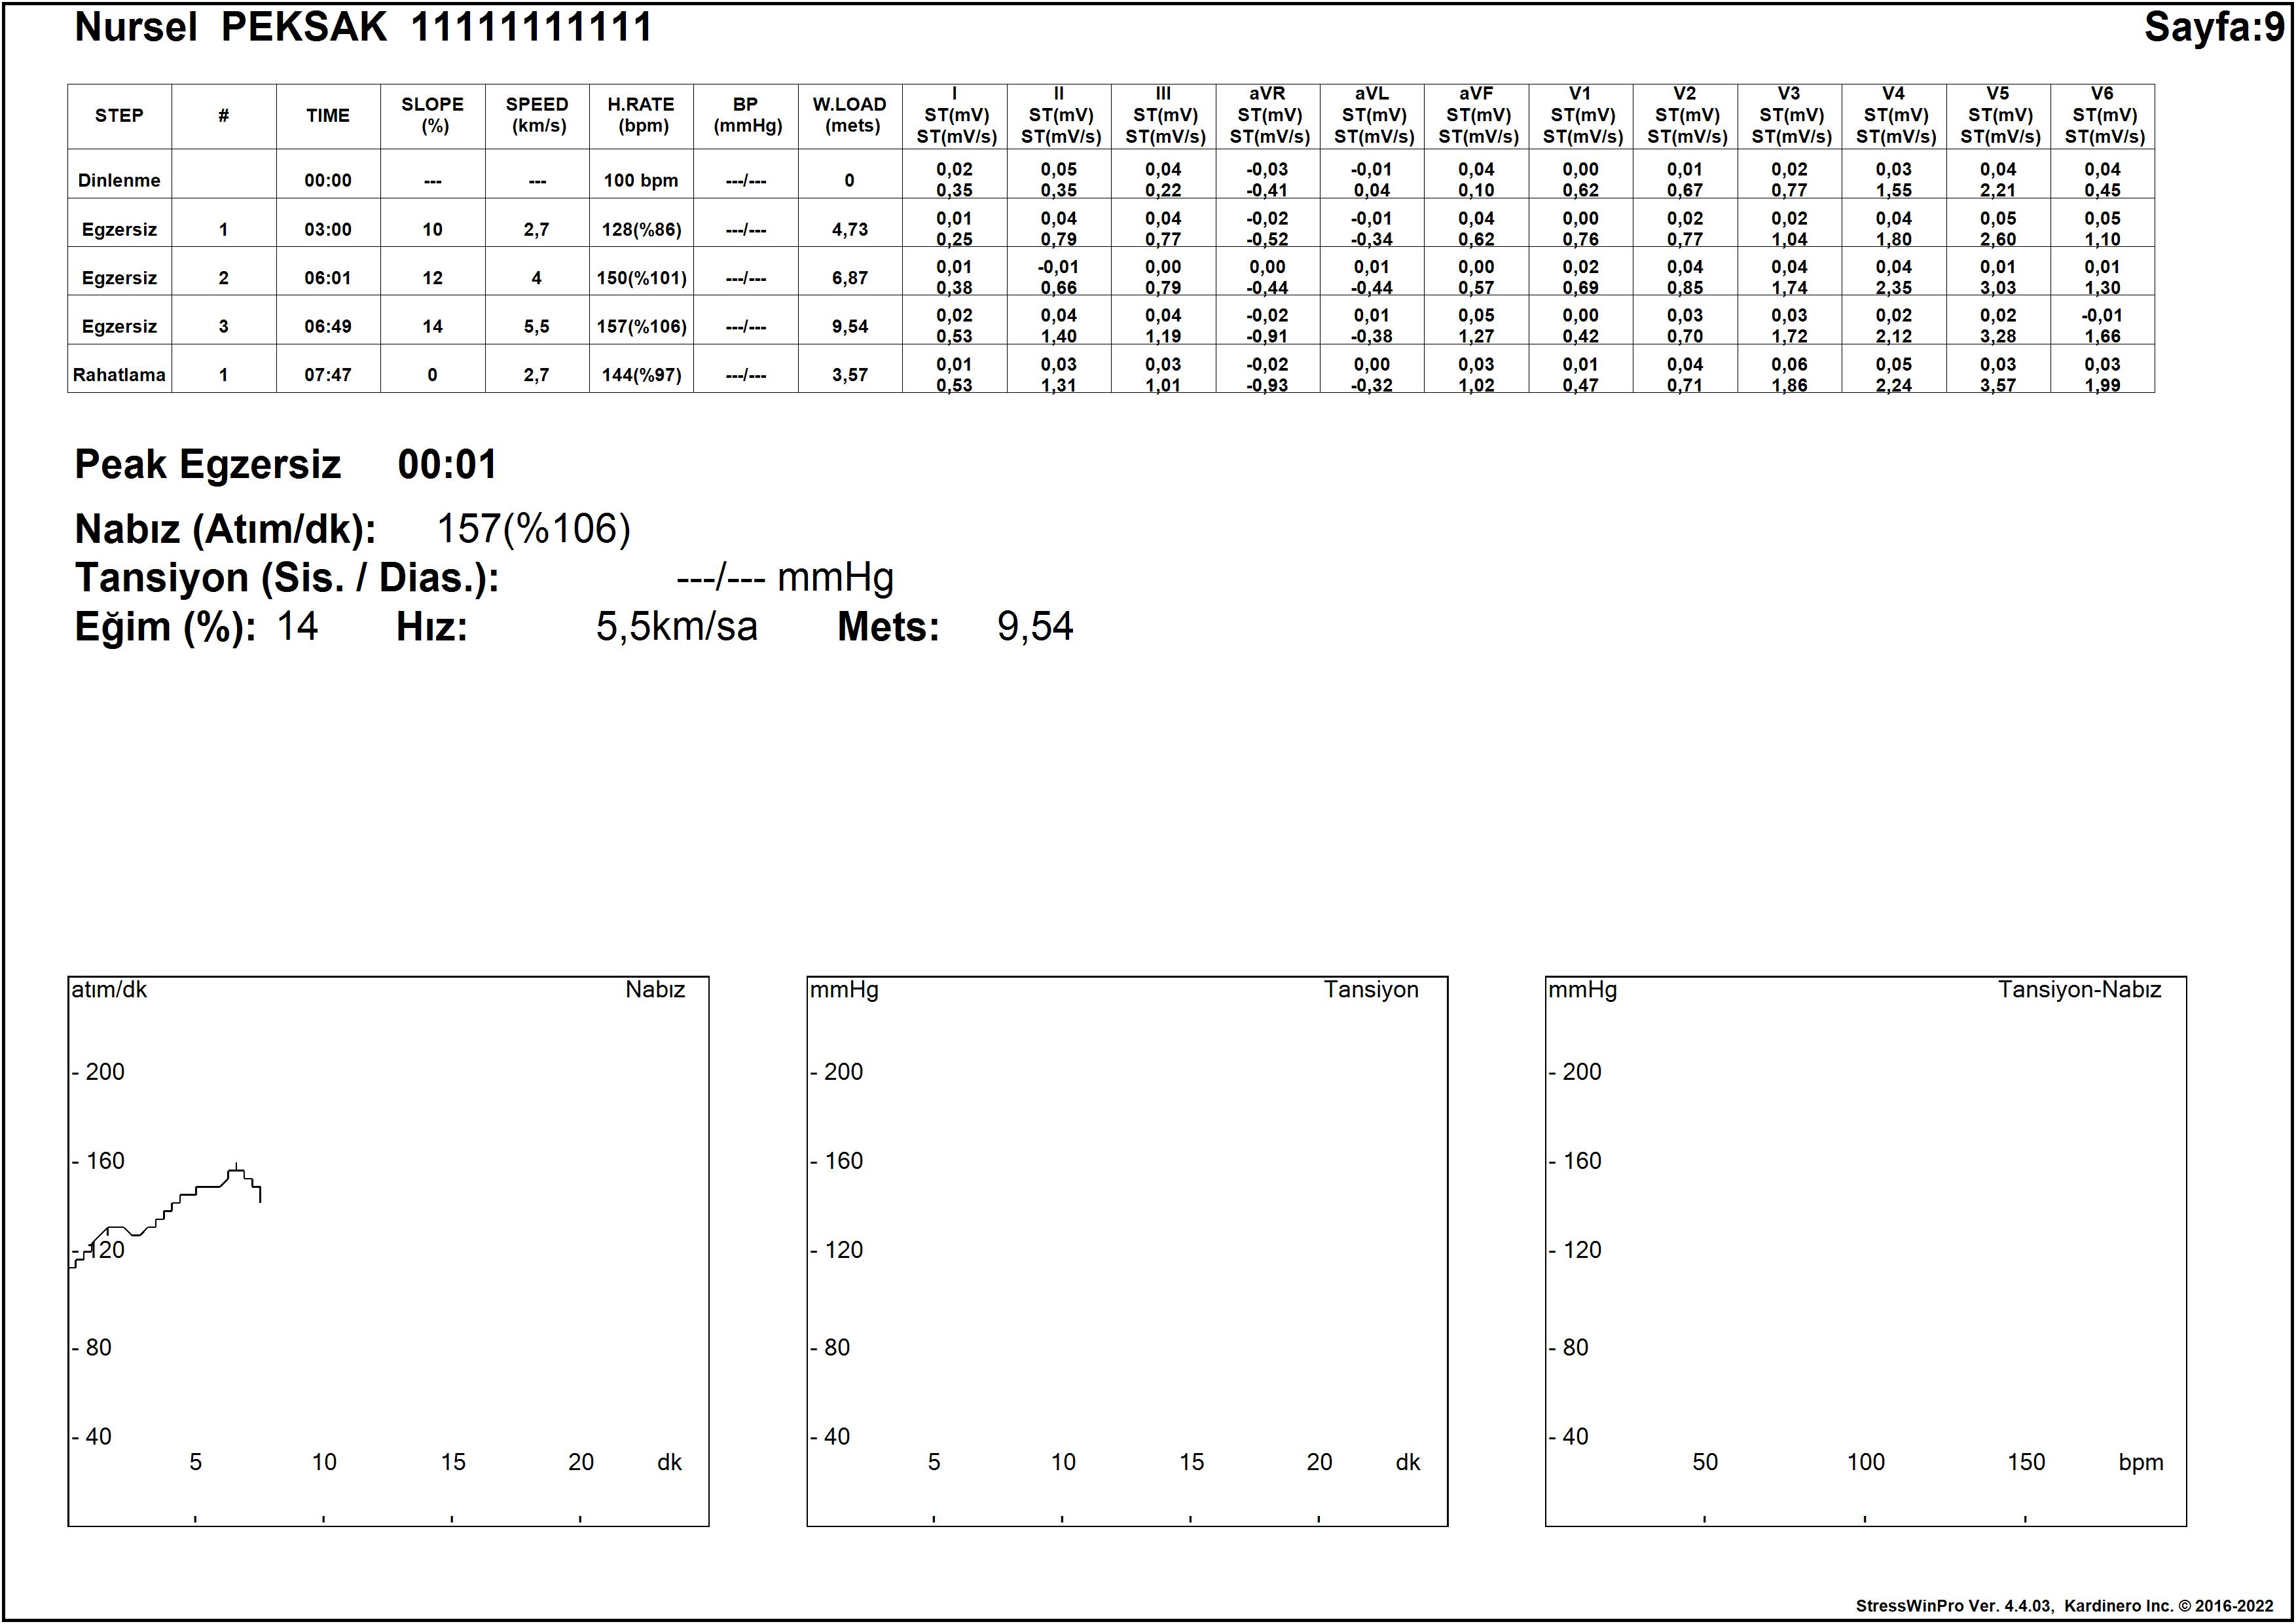 Nursel PEKSAK 11111111111
Sayfa:9
STEP # TIME SLOPE (%) SPEED (km/s) H.RATE (bpm) BP (mmHg) W.LOAD (mets) I ST(mV) ST(mV/s) II ST(mV) ST(mV/s) III ST(mV) ST(mV/s) aVR ST(mV) ST(mV/s) aVL ST(mV) ST(mV/s) aVF ST(mV) ST(mV/s) V1 ST(mV) ST(mV/s) V2 ST(mV) ST(mV/s) V3 ST(mV) ST(mV/s) V4 ST(mV) ST(mV/s) V5 ST(mV) ST(mV/s) V6 ST(mV) ST(mV/s)
Dinlenme 00:00 --- --- 100 bpm ---/--- 0 0,02 0,35 0,05 0,35 0,04 0,22 -0,03 -0,41 -0,01 0,04 0,04 0,10 0,00 0,62 0,01 0,67 0,02 0,77 0,03 1,55 0,04 2,21 0,04 0,45
Egzersiz 1 03:00 10 2,7 128(%86) ---/--- 4,73 0,01 0,25 0,04 0,79 0,04 0,77 -0,02 -0,52 -0,01 -0,34 0,04 0,62 0,00 0,76 0,02 0,77 0,02 1,04 0,04 1,80 0,05 2,60 0,05 1,10
Egzersiz 2 06:01 12 4 150(%101) ---/--- 6,87 0,01 0,38 -0,01 0,66 0,00 0,79 0,00 -0,44 0,01 -0,44 0,00 0,57 0,02 0,69 0,04 0,85 0,04 1,74 0,04 2,35 0,01 3,03 0,01 1,30
Egzersiz 3 06:49 14 5,5 157(%106) ---/--- 9,54 0,02 0,53 0,04 1,40 0,04 1,19 -0,02 -0,91 0,01 -0,38 0,05 1,27 0,00 0,42 0,03 0,70 0,03 1,72 0,02 2,12 0,02 3,28 -0,01 1,66
Rahatlama 1 07:47 0 2,7 144(%97) ---/--- 3,57 0,01 0,53 0,03 1,31 0,03 1,01 -0,02 -0,93 0,00 -0,32 0,03 1,02 0,01 0,47 0,04 0,71 0,06 1,86 0,05 2,24 0,03 3,57 0,03 1,99
Peak Egzersiz 00:01
Nabız (Atım/dk): 157(%106)
Tansiyon (Sis. / Dias.): ---/--- mmHg
Eğim (%): 14 Hız: 5,5km/sa Mets: 9,54
atım/dk Nabız
- 200
- 160
- 120
- 80
- 40
5 10 15 20 dk
mmHg Tansiyon
- 200
- 160
- 120
- 80
- 40
5 10 15 20 dk
mmHg Tansiyon-Nabız
- 200
- 160
- 120
- 80
- 40
50 100 150 bpm
StressWinPro Ver. 4.4.03, Kardinero Inc. © 2016-2022